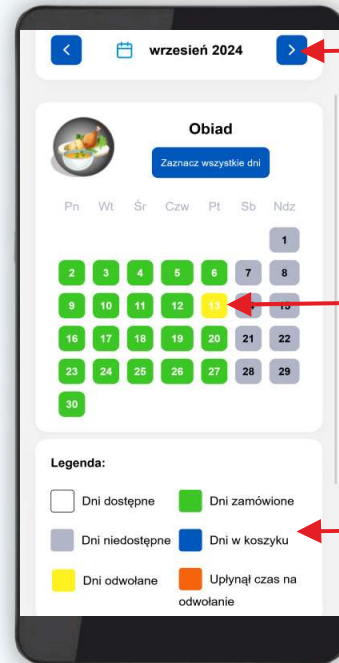 wrzesień 2024
Obiad
Zaznacz wszystkie dni
Pn Wt Śr Czw Pt Sb Ndz
1
2 3 4 5 6 7 8
9 10 11 12 13 15
16 17 18 19 20 21 22
23 24 25 26 27 28 29
30
Legenda:
Dni dostępne Dni zamówione
Dni niedostępne Dni w koszyku
Dni odwołane Upłynął czas na
odwołanie